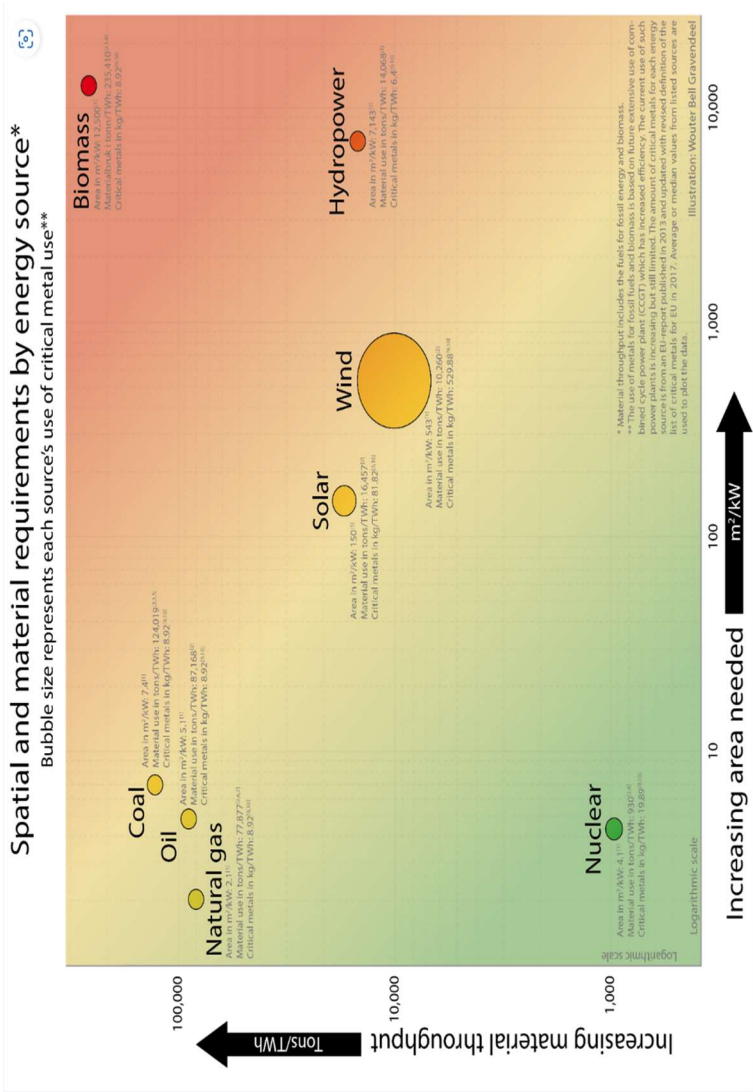 Spatial and material requirements by energy source*
Bubble size represents each source's use of critical metal use**
Biomass
Area in m²/kW: 12,500[1]
Materialbruk i tonn/TWh: 235,410
Critical metals in kg/TWh: 8.92
Hydropower
Area in m²/kW: 7,143[1]
Material use in tons/TWh: 14,068[2]
Critical metals in kg/TWh: 6.4
Wind
Area in m²/kW: 543[1]
Material use in tons/TWh: 10,260[2]
Critical metals in kg/TWh: 529.88
Solar
Area in m²/kW: 150[1]
Material use in tons/TWh: 16,457[2]
Critical metals in kg/TWh: 81.82
Coal
Area in m²/kW: 7.4[1]
Material use in tons/TWh: 124,019
Critical metals in kg/TWh: 8.92
Oil
Area in m²/kW: 5.1[1]
Material use in tons/TWh: 87,168
Critical metals in kg/TWh: 8.92
Natural gas
Area in m²/kW: 2.1[1]
Material use in tons/TWh: 77,877
Critical metals in kg/TWh: 8.92
Nuclear
Area in m²/kW: 4.1[1]
Material use in tons/TWh: 930
Critical metals in kg/TWh: 19.89
* Material throughput includes the fuels for fossil energy and biomass.
** The use of metals for fossil fuels and biomass is based on future extensive use of com-
bined cycle power plant (CCGT) which has increased efficiency. The current use of such
power plants is increasing but still limited. The amount of critical metals for each energy
source is from an EU-report published in 2013 and updated with revised definition of the
list of critical metals for EU in 2017. Average or median values from listed sources are
used to plot the data.
Illustration: Wouter Bell Gravendeel
Logarithmic scale
Logarithmic scale
100,000
10,000
1,000
Increasing material throughput
Tons/TWh
10
100
1,000
10,000
Increasing area needed
m²/kW